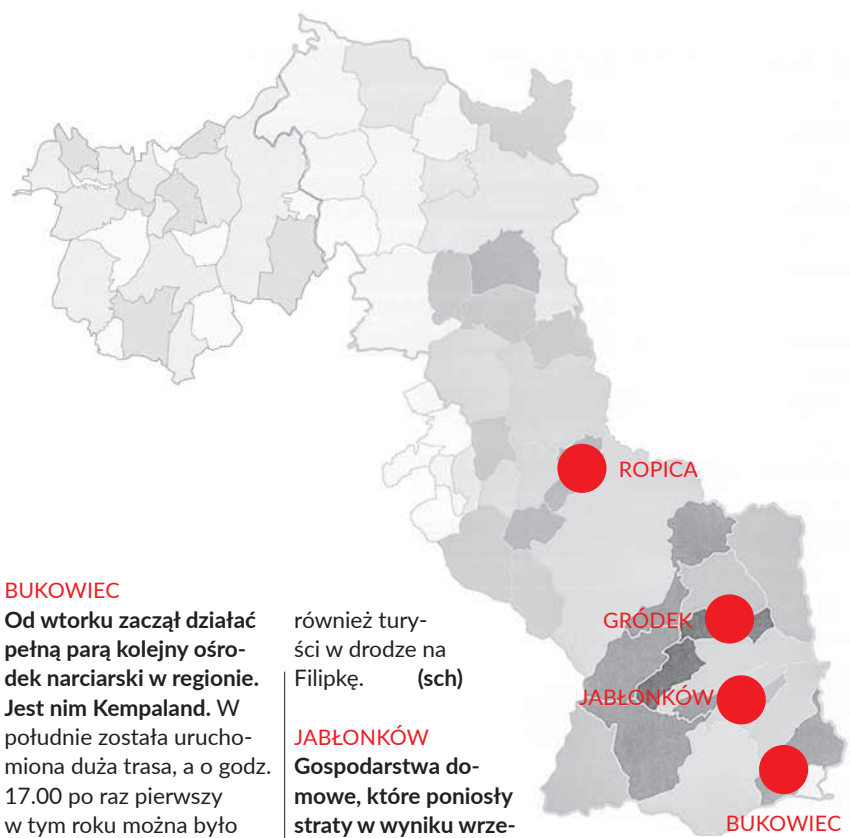 ROPICA
GRÓDEK
JABŁONKÓW
BUKOWIEC
BUKOWIEC
Od wtorku zaczął działać
pełną parą kolejny ośro-
dek narciarski w regionie.
Jest nim Kempaland. W
południe została urucho-
miona duża trasa, a o godz.
17.00 po raz pierwszy
w tym roku można było
również tury-
ści w drodze na
Filipkę. (sch)
JABŁONKÓW
Gospodarstwa do-
mowe, które poniosły
straty w wyniku wrze-